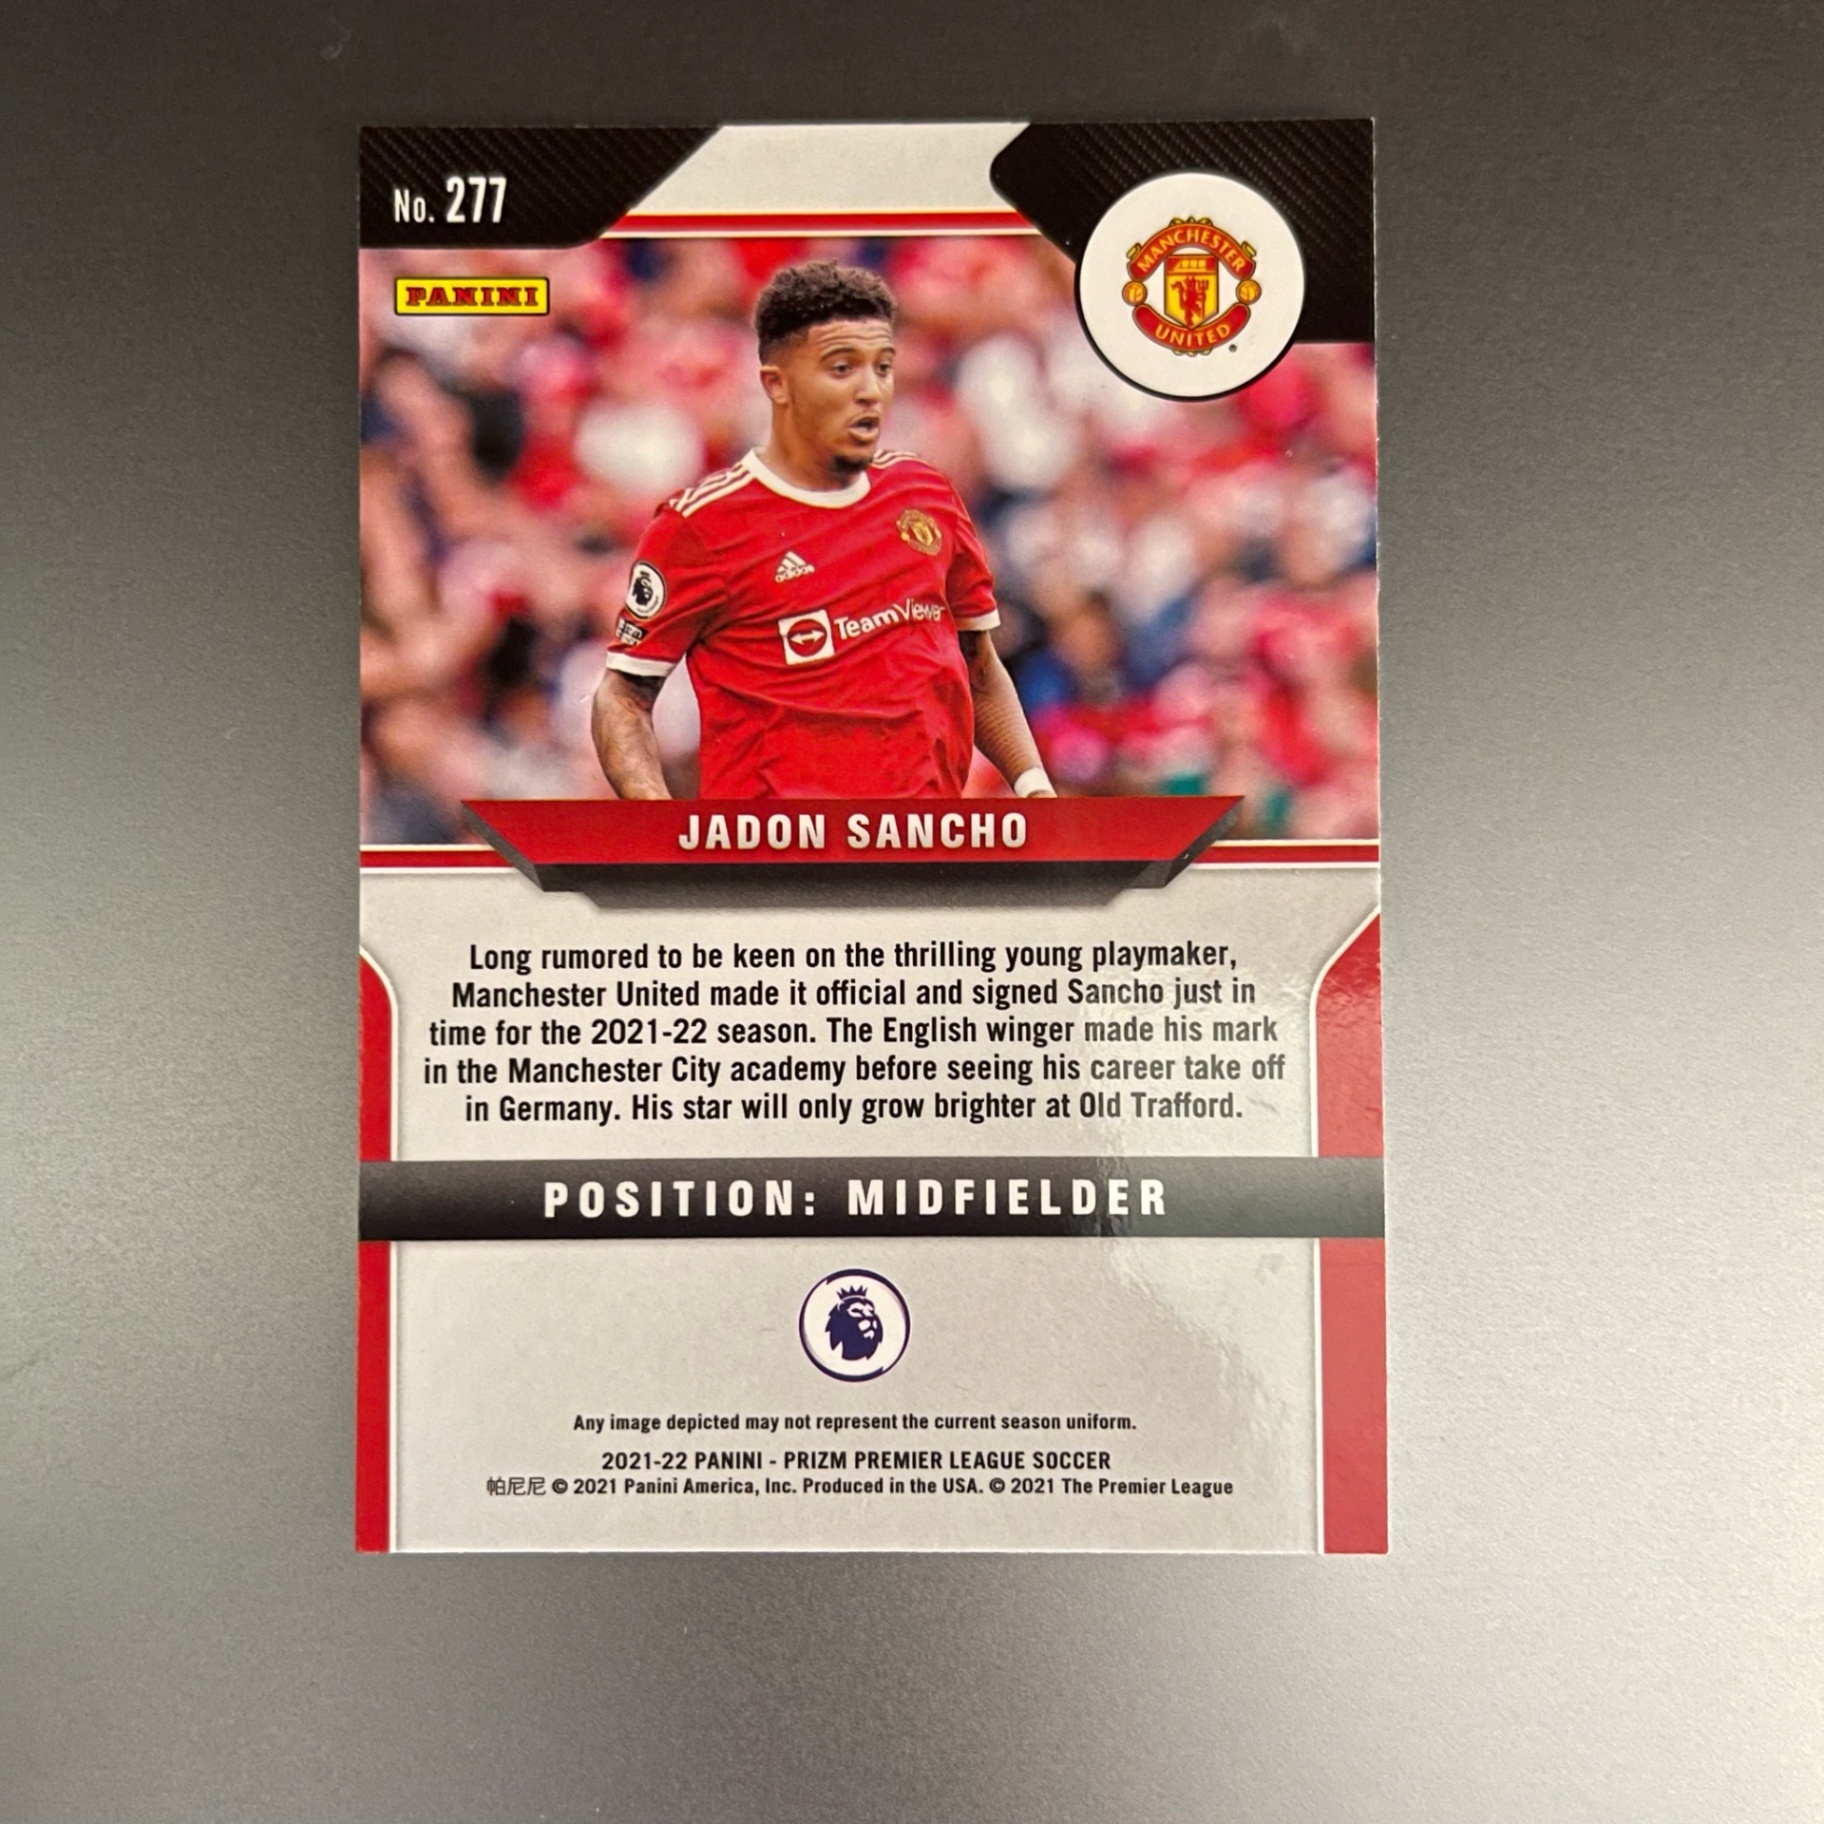 No. 277
PANINI
MANCHESTER
UNITED
adidas
TeamViewer
JADON SANCHO
Long rumored to be keen on the thrilling young playmaker,
Manchester United made it official and signed Sancho just in
time for the 2021-22 season. The English winger made his mark
in the Manchester City academy before seeing his career take off
in Germany. His star will only grow brighter at Old Trafford.
POSITION: MIDFIELDER
Any image depicted may not represent the current season uniform.
2021-22 PANINI - PRIZM PREMIER LEAGUE SOCCER
帕尼尼 © 2021 Panini America, Inc. Produced in the USA. © 2021 The Premier League